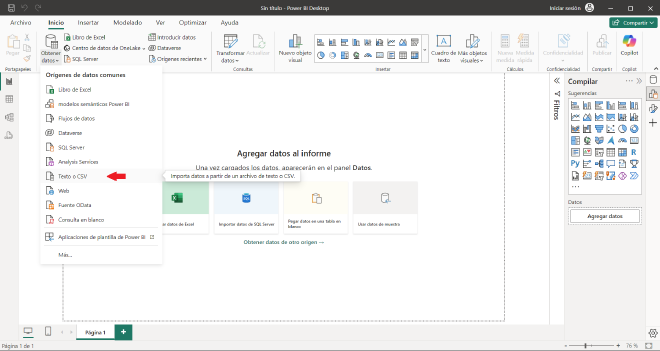 Sin título - Power BI Desktop
Iniciar sesión
Archivo Inicio Insertar Modelado Ver Optimizar Ayuda
Compartir
Pegar
Obtener datos
Libro de Excel
Centro de datos de OneLake
SQL Server
Introducir datos
Dataverse
Orígenes recientes
Transformar datos
Actualizar
Nuevo objeto visual
Cuadro de texto
Más objetos visuales
Nueva medida
Medida rápida
Confidencialidad
Publicar
Copilot
Portapapeles
Consultas
Insertar
Cálculos
Confidencialidad
Compartir
Copilot
Orígenes de datos comunes
Libro de Excel
modelos semánticos Power BI
Flujos de datos
Dataverse
SQL Server
Analysis Services
Texto o CSV
Web
Fuente OData
Consulta en blanco
Aplicaciones de plantilla de Power BI
Más...
Importa datos a partir de un archivo de texto o CSV.
Agregar datos al informe
Una vez cargados los datos, aparecerán en el panel Datos.
datos de Excel
Importar datos de SQL Server
Pegar datos en una tabla en blanco
Usar datos de muestra
Obtener datos de otro origen →
Filtros
Compilar
Sugerencias
Datos
Agregar datos
Página 1
Página 1 de 1
76 %